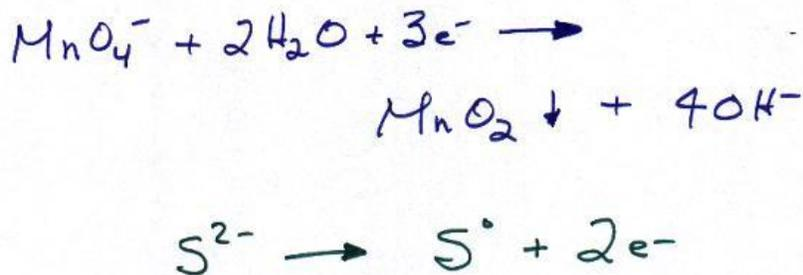 MnO₄⁻ + 2H₂O + 3e⁻ →
MnO₂ ↓ + 4OH⁻
S²⁻ → S° + 2e⁻